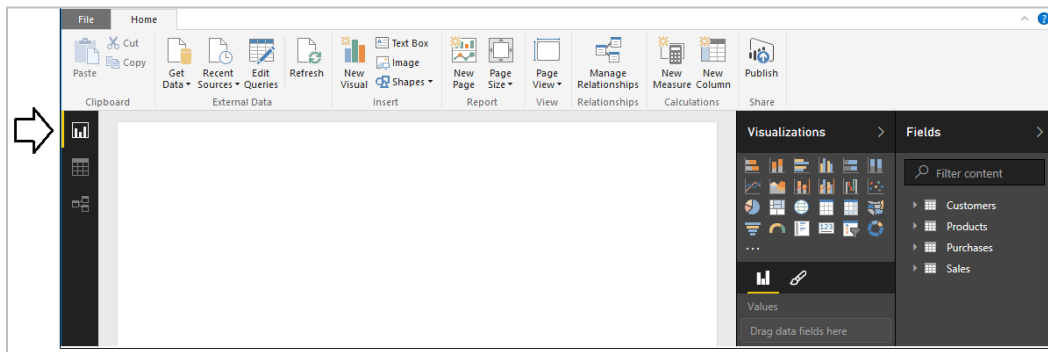 File Home
Paste
Cut
Copy
Clipboard
Get Data
Recent Sources
Edit Queries
Refresh
External Data
New Visual
Text Box
Image
Shapes
Insert
New Page
Page Size
Report
Page View
View
Manage Relationships
Relationships
New Measure
New Column
Calculations
Publish
Share
Visualizations
Fields
Filter content
Customers
Products
Purchases
Sales
123
...
Values
Drag data fields here